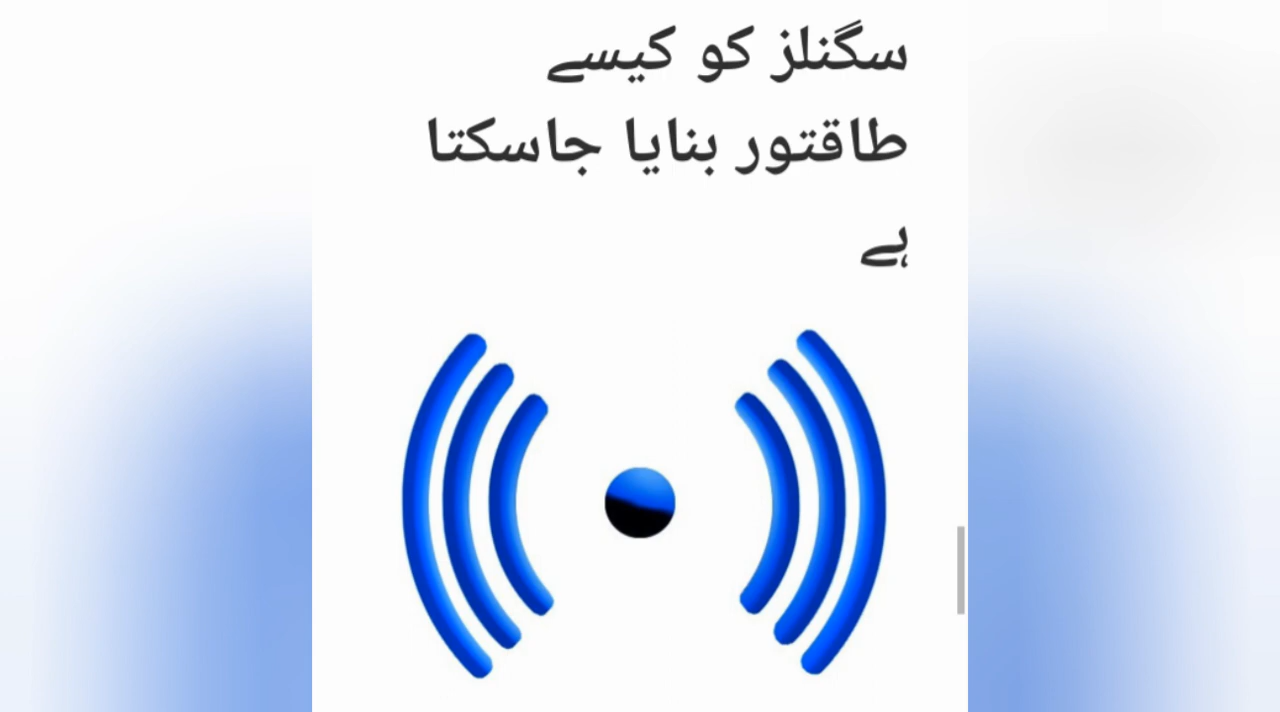 سگنلز کو کیسے
طاقتور بنایا جاسکتا
ہے